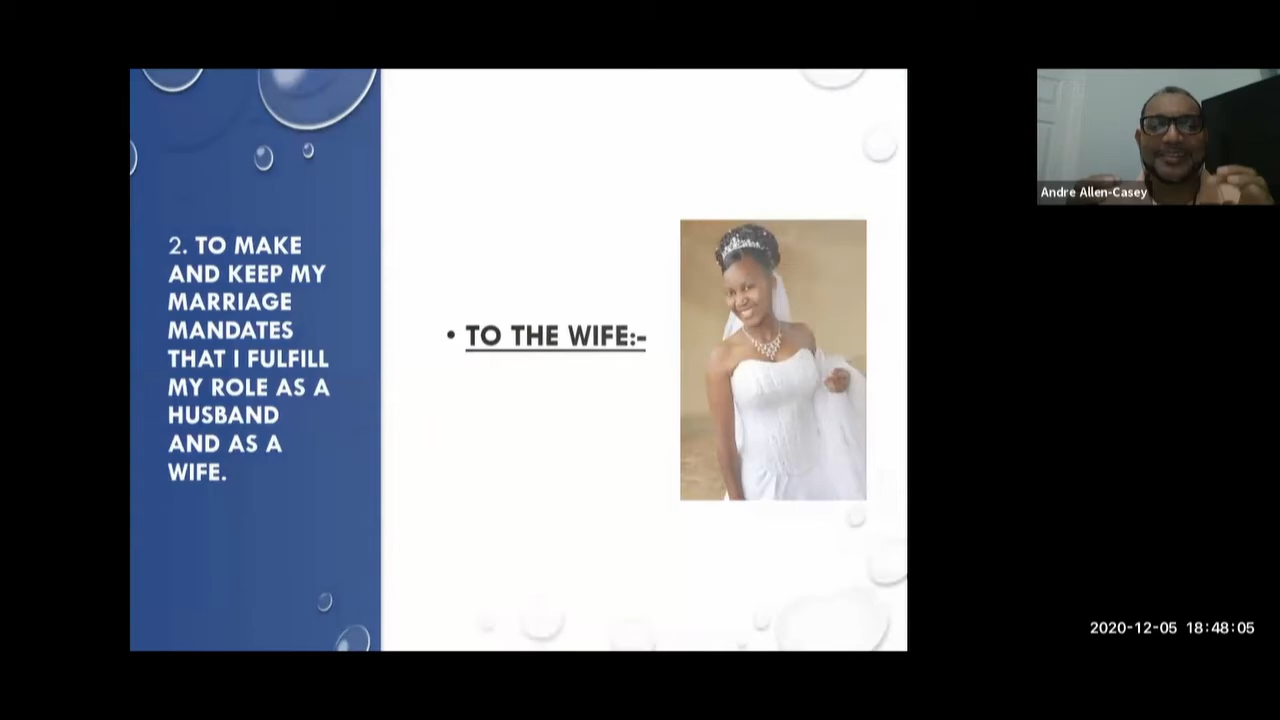 2. TO MAKE
AND KEEP MY
MARRIAGE
MANDATES
THAT I FULFILL
MY ROLE AS A
HUSBAND
AND AS A
WIFE.
• TO THE WIFE:-
Andre Allen-Casey
2020-12-05 18:48:05